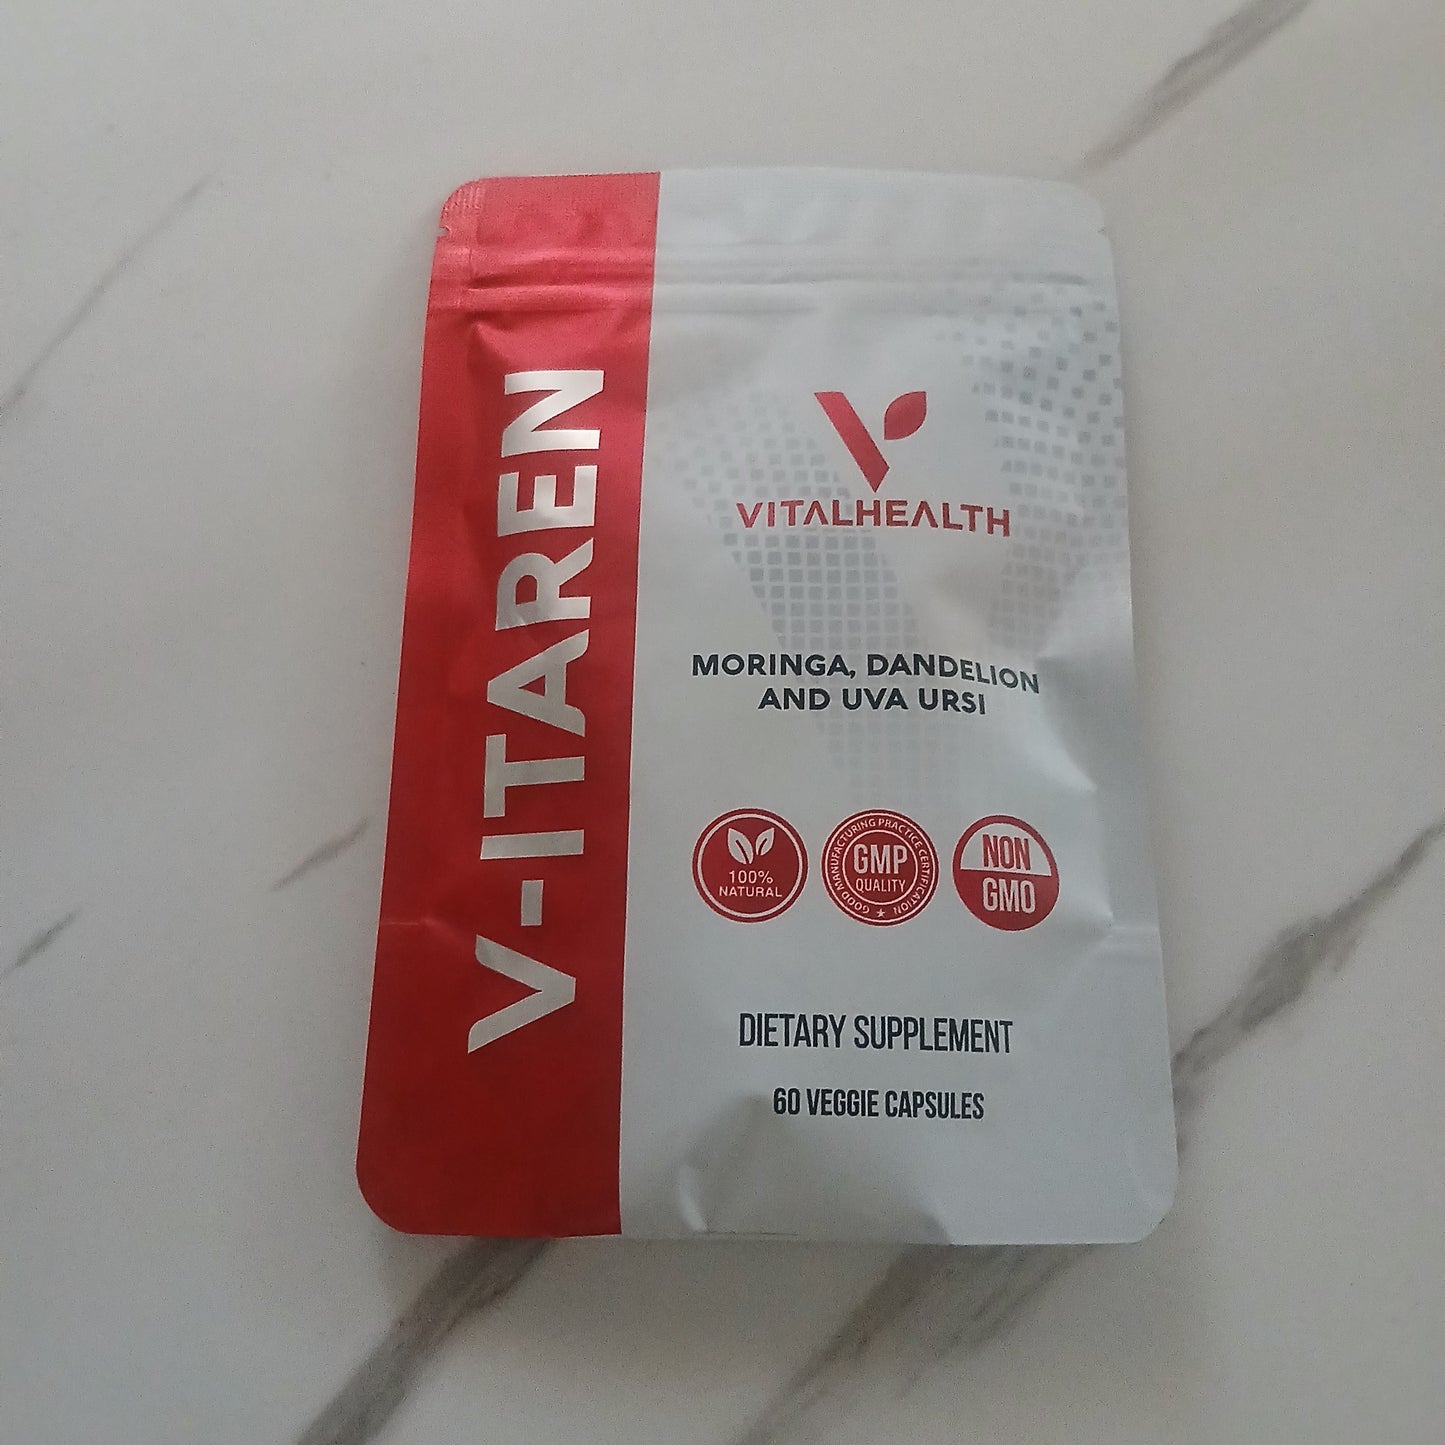 V-ITAREN
VITALHEALTH
MORINGA, DANDELION
AND UVA URSI
100%
NATURAL
GOOD MANUFACTURING PRACTICE CERTIFICATION
GMP
QUALITY
NON
GMO
DIETARY SUPPLEMENT
60 VEGGIE CAPSULES